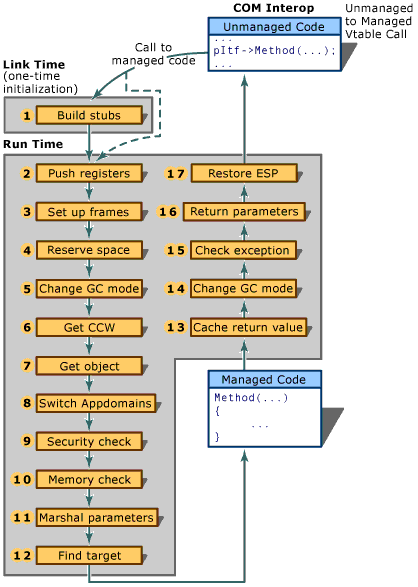 COM Interop
Unmanaged
to Managed
Vtable Call
Unmanaged Code
...
pItf->Method(...);
...
Call to
managed code
Link Time
(one-time
initialization)
1 Build stubs
Run Time
2 Push registers
3 Set up frames
4 Reserve space
5 Change GC mode
6 Get CCW
7 Get object
8 Switch Appdomains
9 Security check
10 Memory check
11 Marshal parameters
12 Find target
17 Restore ESP
16 Return parameters
15 Check exception
14 Change GC mode
13 Cache return value
Managed Code
Method(...)
{
...
}